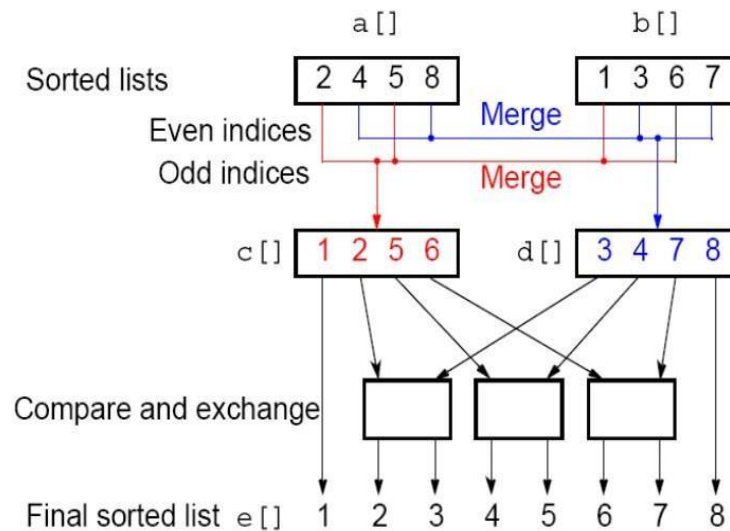 a[] b[]
Sorted lists 2 4 5 8 1 3 6 7
Even indices Merge
Odd indices Merge
c[] 1 2 5 6 d[] 3 4 7 8
Compare and exchange
Final sorted list e[] 1 2 3 4 5 6 7 8